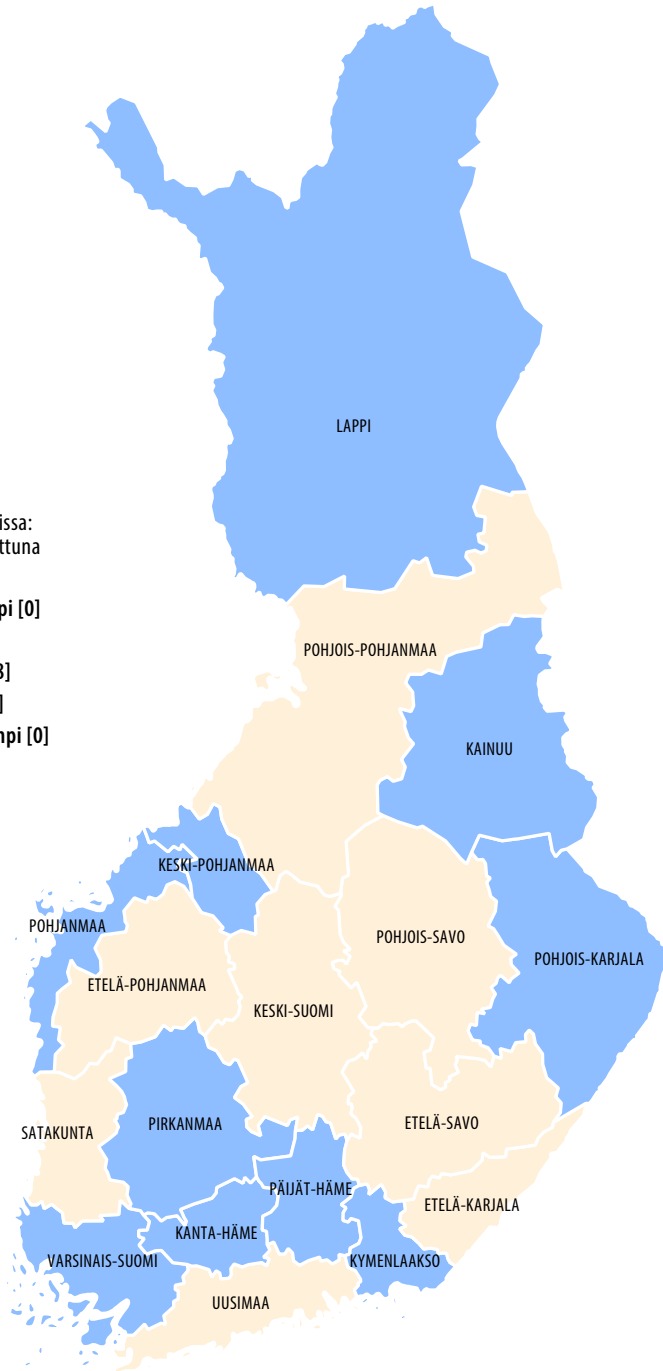 LAPPI
issa:
ttuna
pi [0]
POHJOIS-POHJANMAA
3]
]
npi [0]
KAINUU
KESKI-POHJANMAA
POHJANMAA
POHJOIS-SAVO
POHJOIS-KARJALA
ETELÄ-POHJANMAA
KESKI-SUOMI
SATAKUNTA
PIRKANMAA
ETELÄ-SAVO
PÄIJÄT-HÄME
ETELÄ-KARJALA
KANTA-HÄME
VARSINAIS-SUOMI
KYMENLAAKSO
UUSIMAA